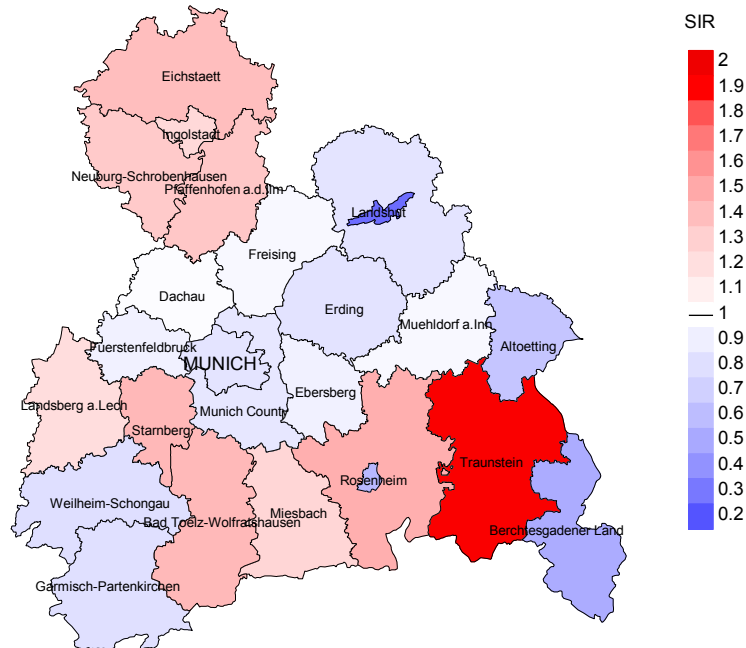 SIR
2
1.9
1.8
1.7
1.6
1.5
1.4
1.3
1.2
1.1
1
0.9
0.8
0.7
0.6
0.5
0.4
0.3
0.2
Eichstaett
Ingolstadt
Neuburg-Schrobenhausen
Pfaffenhofen a.d.Ilm
Landshut
Freising
Dachau
Erding
Muehldorf a.Inn
Altoetting
Fuerstenfeldbruck
MUNICH
Ebersberg
Landsberg a.Lech
Munich County
Starnberg
Traunstein
Rosenheim
Weilheim-Schongau
Miesbach
Bad Toelz-Wolfratshausen
Berchtesgadener Land
Garmisch-Partenkirchen